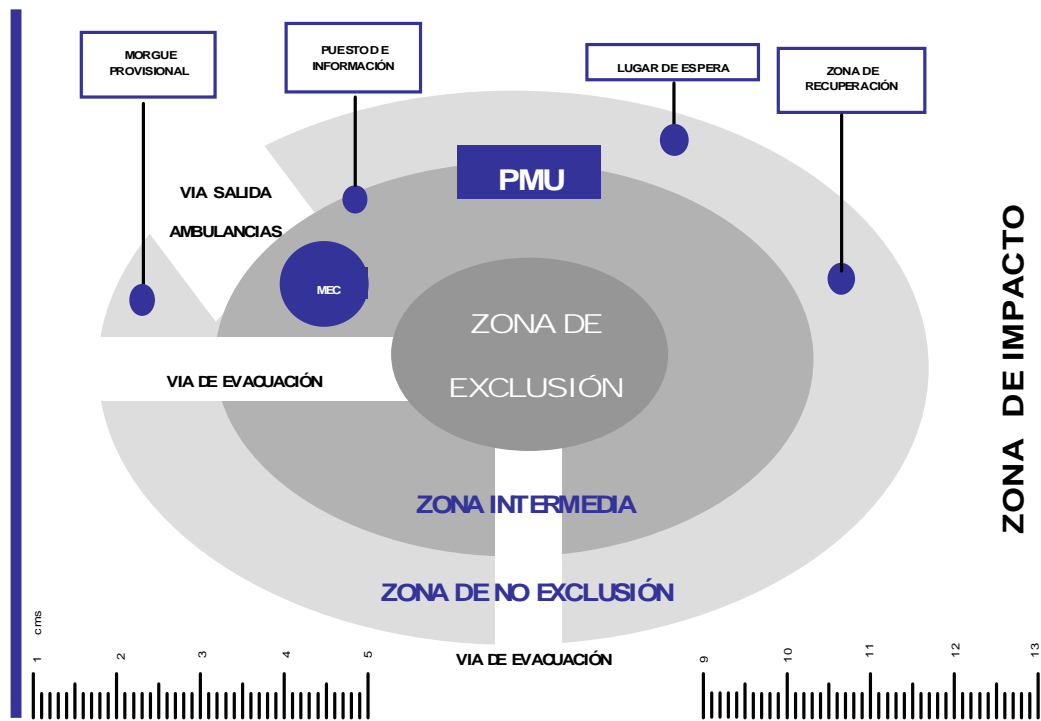 MORGUE
PROVISIONAL
PUESTO DE
INFORMACIÓN
LUGAR DE ESPERA
ZONA DE
RECUPERACIÓN
VIA SALIDA
AMBULANCIAS
PMU
MEC
ZONA DE
EXCLUSIÓN
VIA DE EVACUACIÓN
ZONA INTERMEDIA
ZONA DE NO EXCLUSIÓN
VIA DE EVACUACIÓN
ZONA DE IMPACTO
cms
1 2 3 4 5 9 10 11 12 13